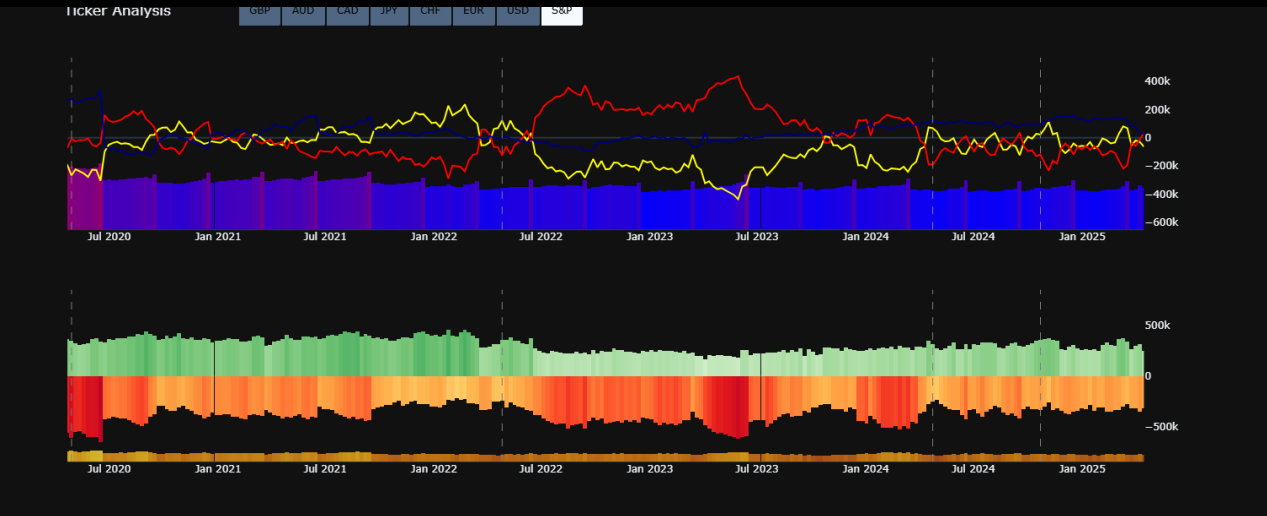 Ticker Analysis
GBP AUD CAD JPY CHF EUR USD S&P
400k
200k
0
−200k
−400k
−600k
Jul 2020 Jan 2021 Jul 2021 Jan 2022 Jul 2022 Jan 2023 Jul 2023 Jan 2024 Jul 2024 Jan 2025
500k
0
−500k
Jul 2020 Jan 2021 Jul 2021 Jan 2022 Jul 2022 Jan 2023 Jul 2023 Jan 2024 Jul 2024 Jan 2025